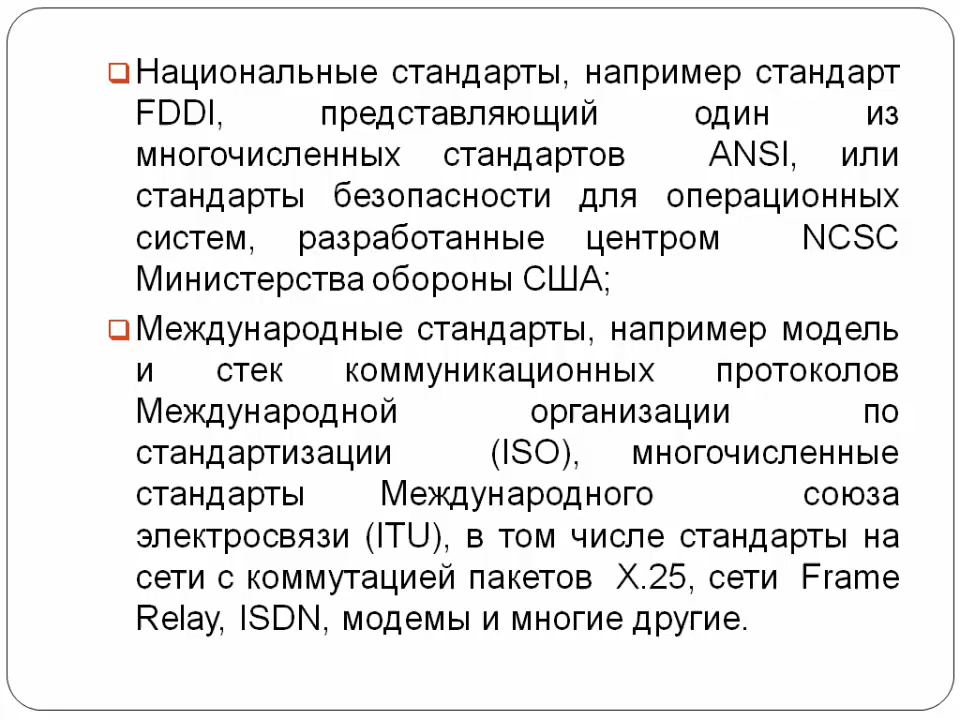 Национальные стандарты, например стандарт
FDDI, представляющий один из
многочисленных стандартов ANSI, или
стандарты безопасности для операционных
систем, разработанные центром NCSC
Министерства обороны США;
Международные стандарты, например модель
и стек коммуникационных протоколов
Международной организации по
стандартизации (ISO), многочисленные
стандарты Международного союза
электросвязи (ITU), в том числе стандарты на
сети с коммутацией пакетов X.25, сети Frame
Relay, ISDN, модемы и многие другие.